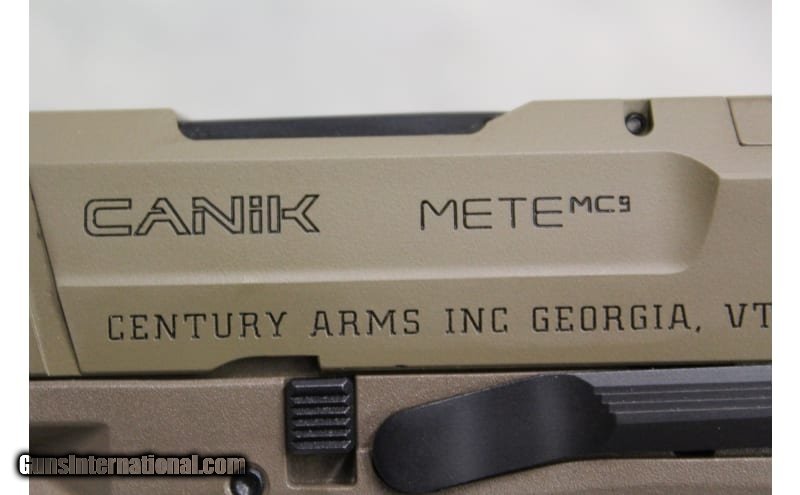 CANiK METE MC9
CENTURY ARMS INC GEORGIA, VT
GunsInternational.com